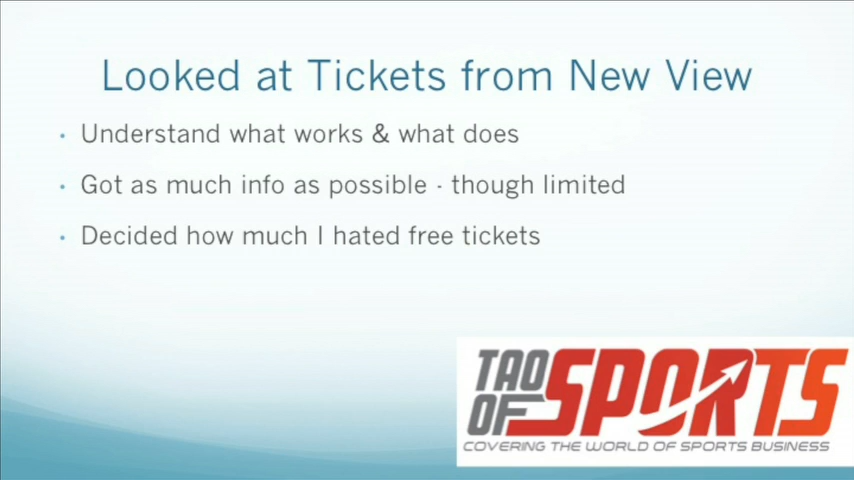 Looked at Tickets from New View
• Understand what works & what does
• Got as much info as possible - though limited
• Decided how much I hated free tickets
TAO OF SPORTS
COVERING THE WORLD OF SPORTS BUSINESS